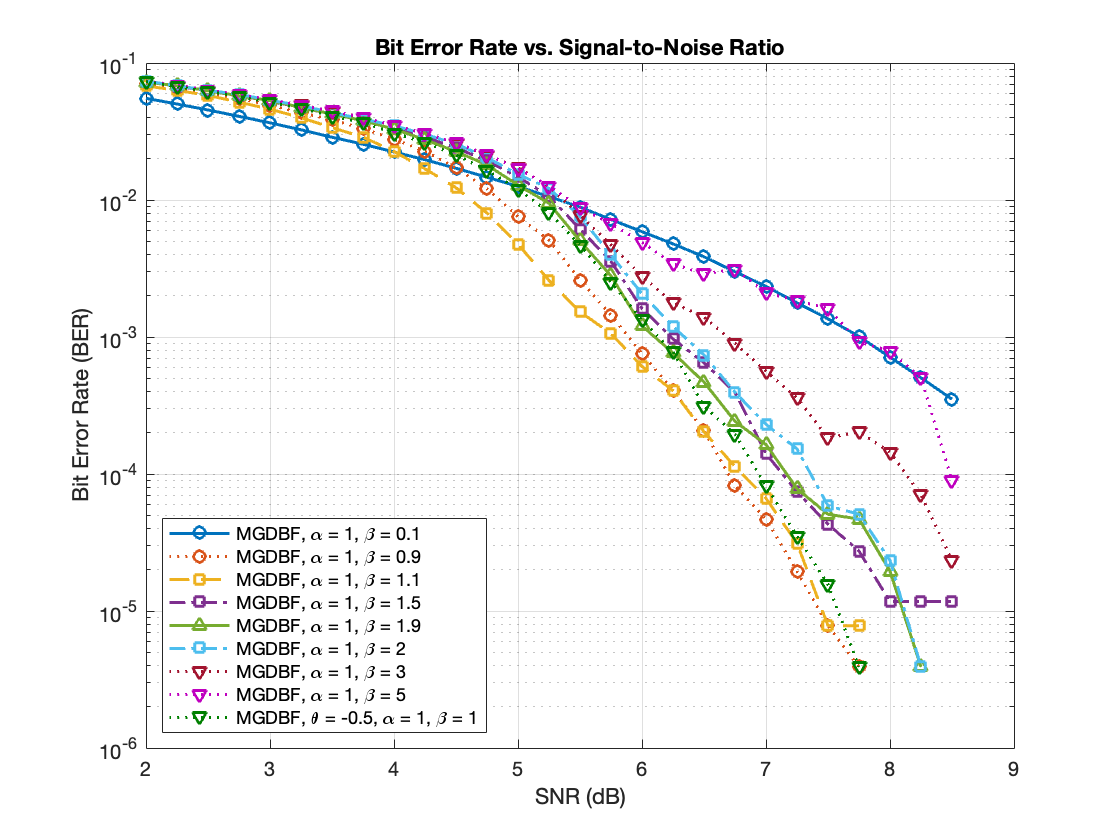 Bit Error Rate vs. Signal-to-Noise Ratio
10^-1
10^-2
10^-3
10^-4
10^-5
10^-6
Bit Error Rate (BER)
MGDBF, α = 1, β = 0.1
MGDBF, α = 1, β = 0.9
MGDBF, α = 1, β = 1.1
MGDBF, α = 1, β = 1.5
MGDBF, α = 1, β = 1.9
MGDBF, α = 1, β = 2
MGDBF, α = 1, β = 3
MGDBF, α = 1, β = 5
MGDBF, θ = -0.5, α = 1, β = 1
2 3 4 5 6 7 8 9
SNR (dB)